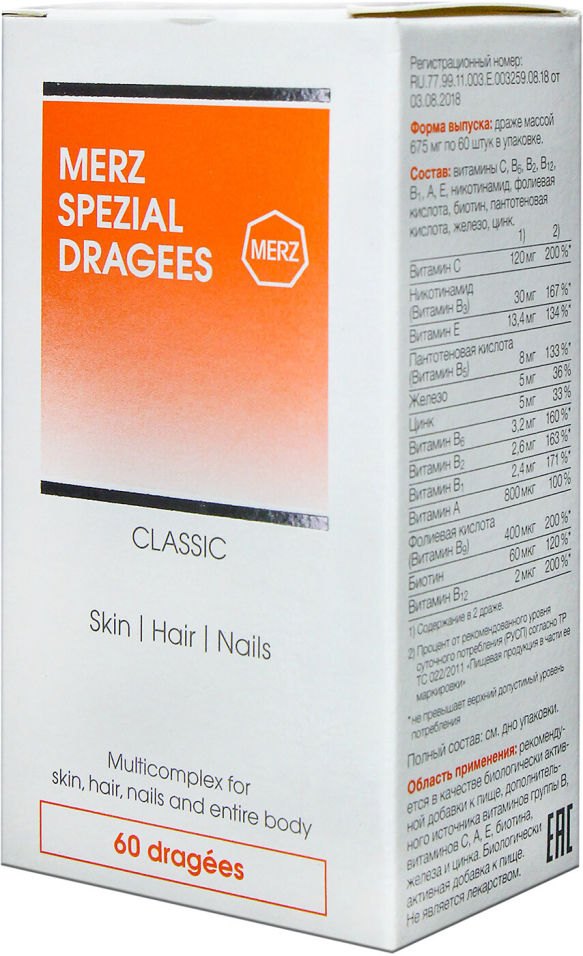 MERZ
SPEZIAL
DRAGEES
MERZ
CLASSIC
Skin | Hair | Nails
Multicomplex for
skin, hair, nails and entire body
60 dragées
Регистрационный номер:
RU.77.99.11.003.E.003259.08.18 от
03.08.2018
Форма выпуска: драже массой
675 мг по 60 штук в упаковке.
Состав: витамины C, B6, B2, B12,
B1, A, E, никотинамид, фолиевая
кислота, биотин, пантотеновая
кислота, железо, цинк.
1) 2)
Витамин C 120 мг 200%*
Никотинамид
(Витамин B3) 30 мг 167%*
Витамин E 13,4 мг 134%*
Пантотеновая кислота
(Витамин B5) 8 мг 133%*
Железо 5 мг 36%
Цинк 5 мг 33%
Витамин B6 3,2 мг 160%*
Витамин B2 2,6 мг 163%*
Витамин B1 2,4 мг 171%*
Витамин A 800 мкг 100%
Фолиевая кислота
(Витамин B9) 400 мкг 200%*
Биотин 60 мкг 120%*
Витамин B12 2 мкг 200%*
1) Содержание в 2 драже.
2) Процент от рекомендованного уровня
суточного потребления (РУСП) согласно ТР
ТС 022/2011 «Пищевая продукция в части ее
маркировки»
* не превышает верхний допустимый уровень
потребления
Полный состав: см. дно упаковки.
Область применения: рекоменду-
ется в качестве биологически актив-
ной добавки к пище, дополнитель-
ного источника витаминов группы B,
витаминов C, A, E, биотина,
железа и цинка. Биологически
активная добавка к пище.
Не является лекарством.
EAC